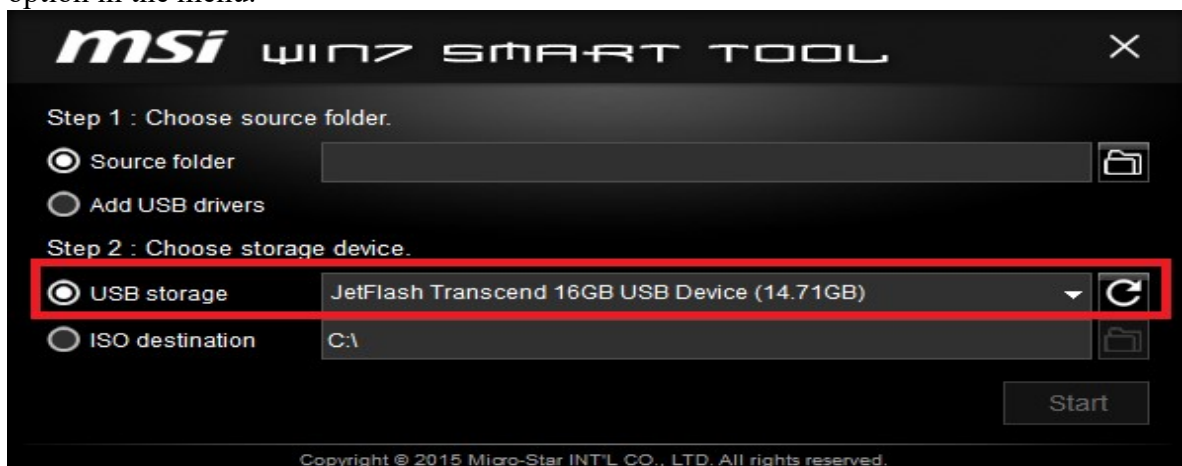 option in the menu.
msi WIN7 SMART TOOL
Step 1 : Choose source folder.
Source folder
Add USB drivers
Step 2 : Choose storage device.
USB storage JetFlash Transcend 16GB USB Device (14.71GB)
ISO destination C:\
Start
Copyright © 2015 Micro-Star INT'L CO., LTD. All rights reserved.